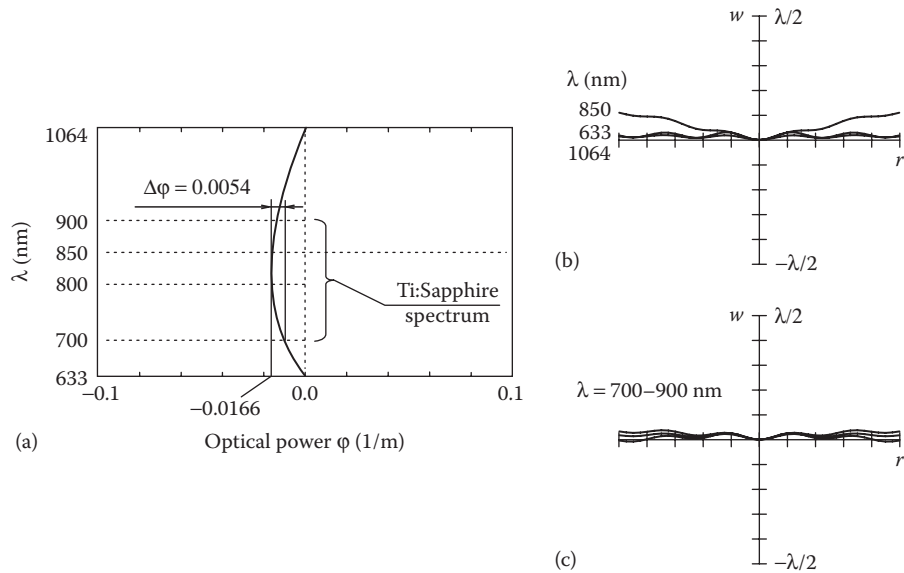 1064
900
850
800
700
633
λ (nm)
Δφ = 0.0054
Ti:Sapphire
spectrum
−0.1
0.0
0.1
−0.0166
(a)
Optical power φ (1/m)
w
λ/2
λ (nm)
850
633
1064
r
(b)
−λ/2
w
λ/2
λ = 700–900 nm
r
(c)
−λ/2